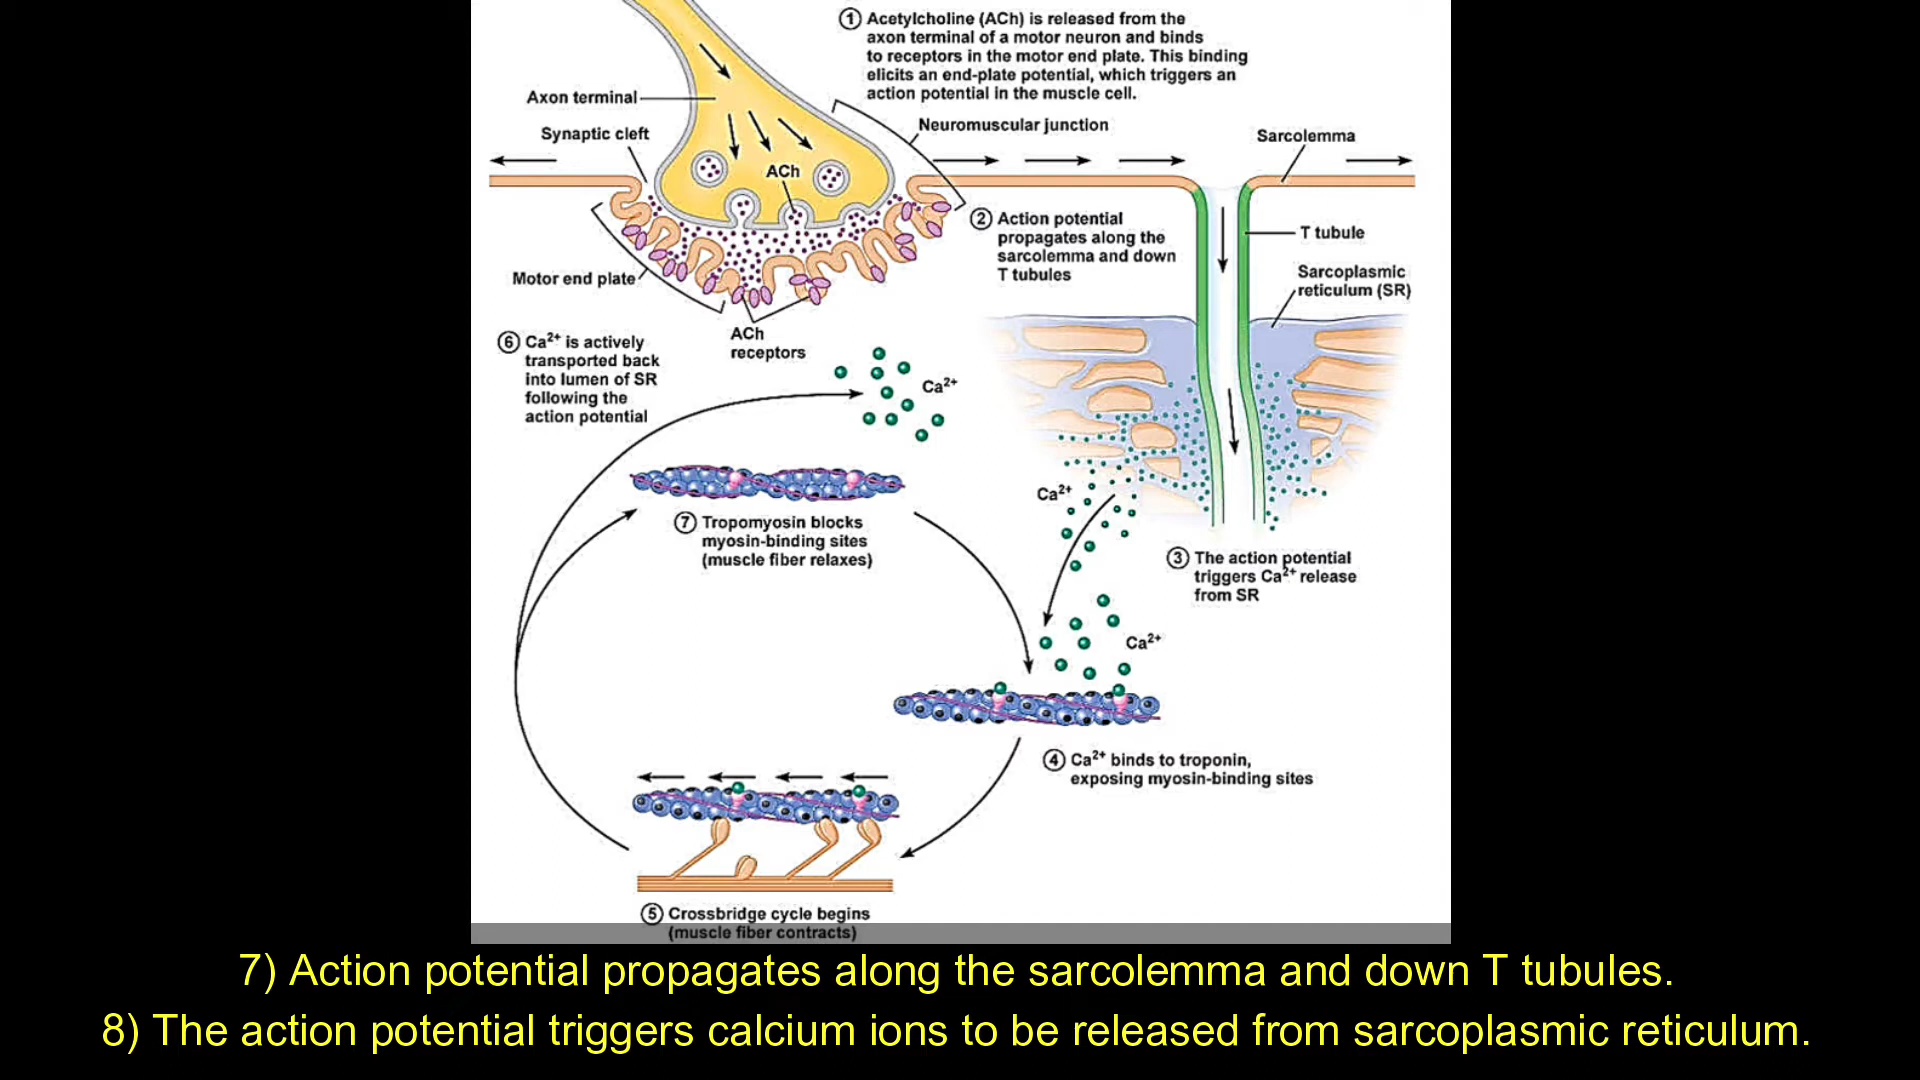 ① Acetylcholine (ACh) is released from the
axon terminal of a motor neuron and binds
to receptors in the motor end plate. This binding
elicits an end-plate potential, which triggers an
action potential in the muscle cell.
Axon terminal
Neuromuscular junction
Synaptic cleft
Sarcolemma
ACh
② Action potential
propagates along the
sarcolemma and down
T tubules
T tubule
Sarcoplasmic
reticulum (SR)
Motor end plate
ACh
receptors
⑥ Ca²⁺ is actively
transported back
into lumen of SR
following the
action potential
Ca²⁺
Ca²⁺
⑦ Tropomyosin blocks
myosin-binding sites
(muscle fiber relaxes)
③ The action potential
triggers Ca²⁺ release
from SR
Ca²⁺
④ Ca²⁺ binds to troponin,
exposing myosin-binding sites
⑤ Crossbridge cycle begins
(muscle fiber contracts)
7) Action potential propagates along the sarcolemma and down T tubules.
8) The action potential triggers calcium ions to be released from sarcoplasmic reticulum.